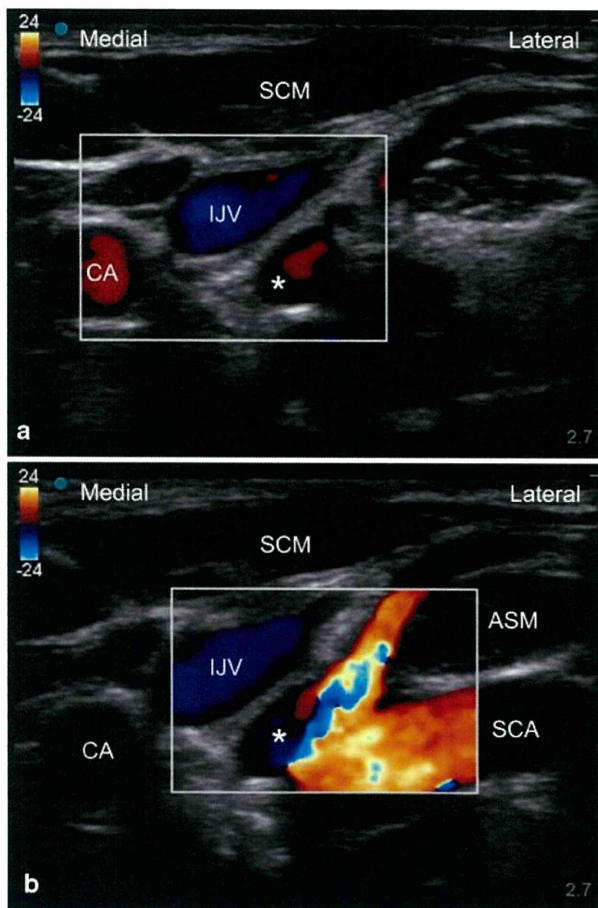 24
Medial
Lateral
SCM
-24
IJV
CA
*
a
2.7
24
Medial
Lateral
SCM
-24
ASM
IJV
SCA
CA
*
b
2.7